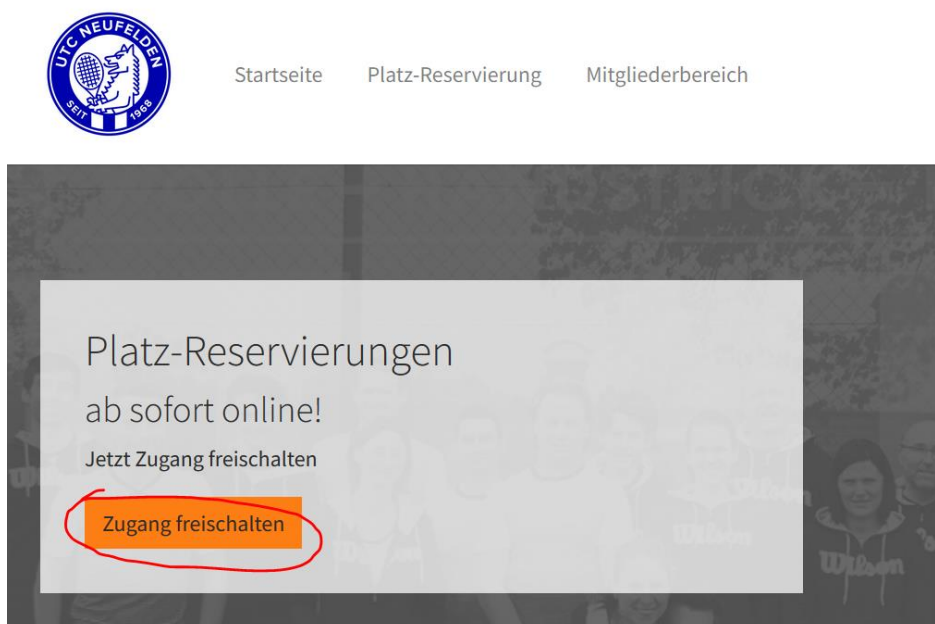 UTC NEUFELDEN
SEIT 1968
Startseite Platz-Reservierung Mitgliederbereich
Platz-Reservierungen
ab sofort online!
Jetzt Zugang freischalten
Zugang freischalten
Wilson
Wilson